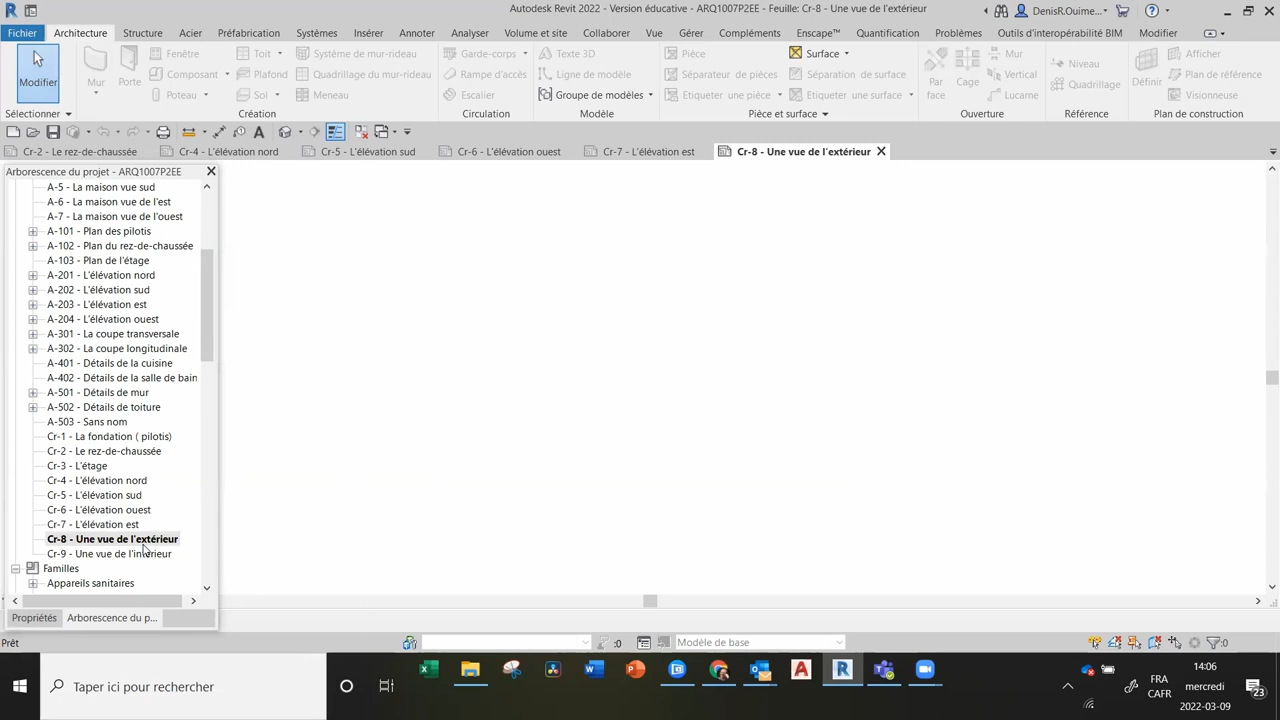 Autodesk Revit 2022 - Version éducative - ARQ1007P2EE - Feuille: Cr-8 - Une vue de l'extérieur
DenisR.Ouime...
Fichier Architecture Structure Acier Préfabrication Systèmes Insérer Annoter Analyser Volume et site Collaborer Vue Gérer Compléments Enscape™ Quantification Problèmes Outils d'interopérabilité BIM Modifier
Modifier
Sélectionner
Mur
Porte
Fenêtre
Composant
Poteau
Toit
Plafond
Sol
Système de mur-rideau
Quadrillage du mur-rideau
Meneau
Création
Garde-corps
Rampe d'accès
Escalier
Circulation
Texte 3D
Ligne de modèle
Groupe de modèles
Modèle
Pièce
Séparateur de pièces
Etiqueter une pièce
Surface
Séparation de surface
Etiqueter une surface
Pièce et surface
Par face
Cage
Mur
Vertical
Lucarne
Ouverture
Niveau
Quadrillage
Référence
Définir
Afficher
Plan de référence
Visionneuse
Plan de construction
Cr-2 - Le rez-de-chaussée
Cr-4 - L'élévation nord
Cr-5 - L'élévation sud
Cr-6 - L'élévation ouest
Cr-7 - L'élévation est
Cr-8 - Une vue de l'extérieur
Arborescence du projet - ARQ1007P2EE
A-5 - La maison vue sud
A-6 - La maison vue de l'est
A-7 - La maison vue de l'ouest
A-101 - Plan des pilotis
A-102 - Plan du rez-de-chaussée
A-103 - Plan de l'étage
A-201 - L'élévation nord
A-202 - L'élévation sud
A-203 - L'élévation est
A-204 - L'élévation ouest
A-301 - La coupe transversale
A-302 - La coupe longitudinale
A-401 - Détails de la cuisine
A-402 - Détails de la salle de bain
A-501 - Détails de mur
A-502 - Détails de toiture
A-503 - Sans nom
Cr-1 - La fondation ( pilotis)
Cr-2 - Le rez-de-chaussée
Cr-3 - L'étage
Cr-4 - L'élévation nord
Cr-5 - L'élévation sud
Cr-6 - L'élévation ouest
Cr-7 - L'élévation est
Cr-8 - Une vue de l'extérieur
Cr-9 - Une vue de l'intérieur
Familles
Appareils sanitaires
Propriétés
Arborescence du p...
Prêt
:0
Modèle de base
:0
Taper ici pour rechercher
FRA
CAFR
14:06
mercredi
2022-03-09
23